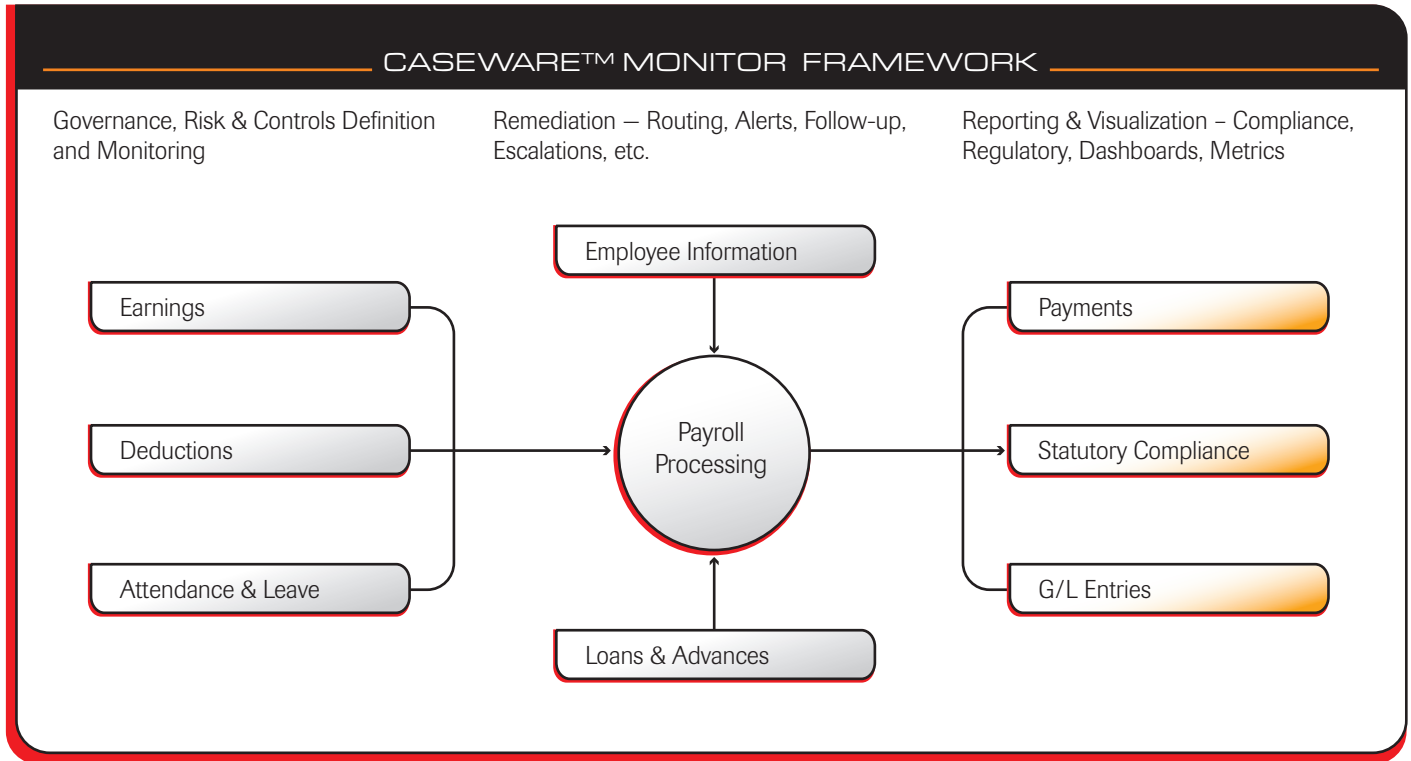 CASEWARE™ MONITOR FRAMEWORK
Governance, Risk & Controls Definition
and Monitoring
Remediation — Routing, Alerts, Follow-up,
Escalations, etc.
Reporting & Visualization – Compliance,
Regulatory, Dashboards, Metrics
Employee Information
Earnings
Deductions
Attendance & Leave
Payroll
Processing
Loans & Advances
Payments
Statutory Compliance
G/L Entries